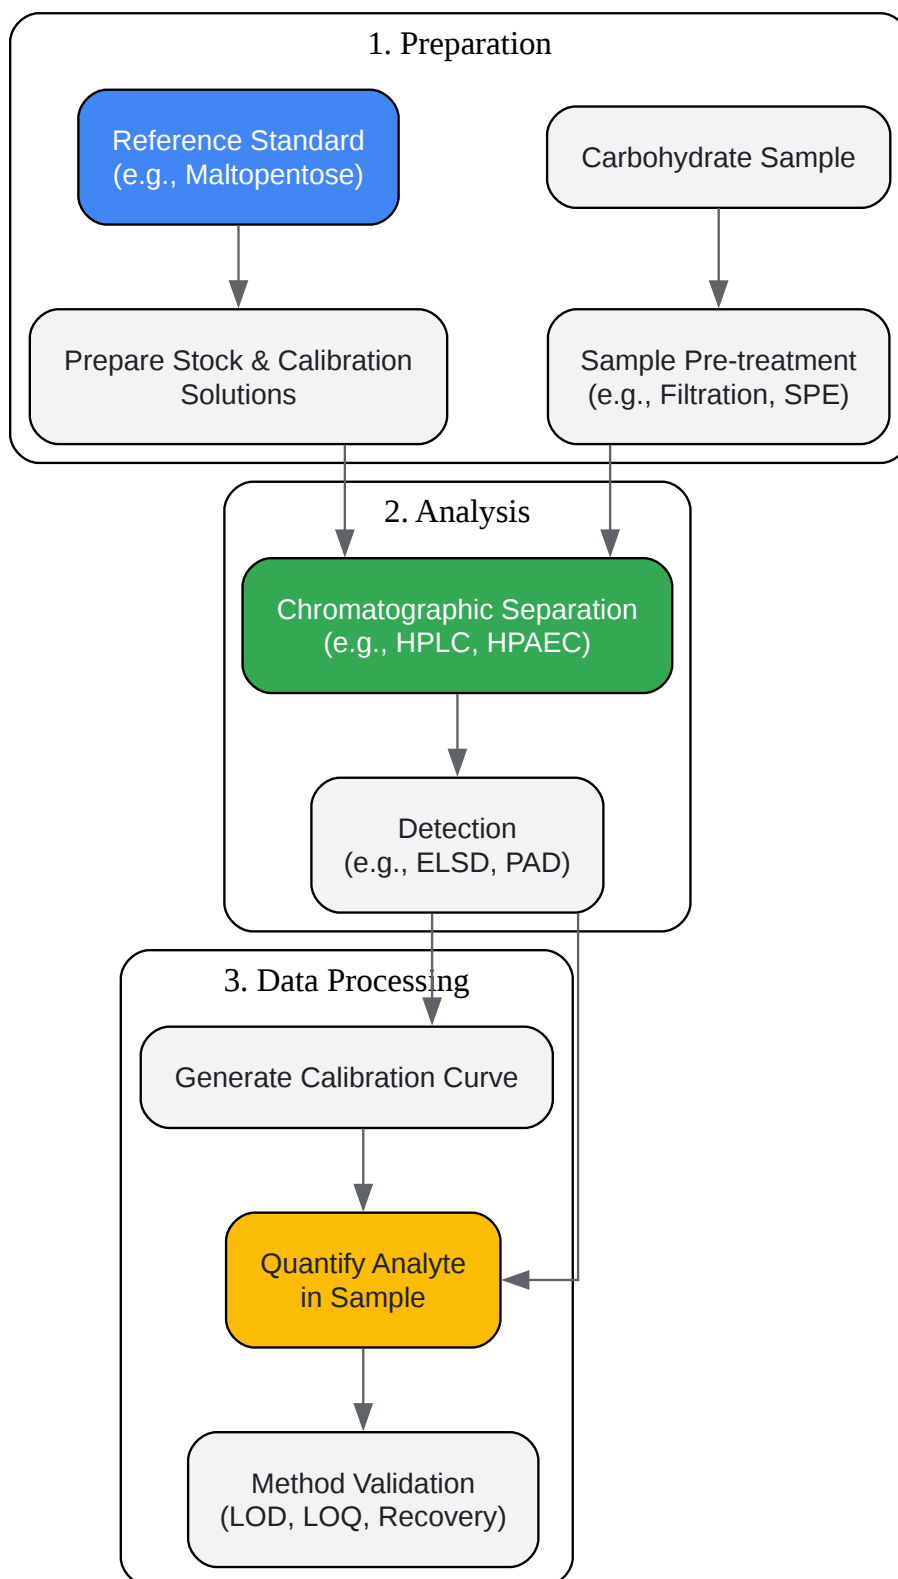 1. Preparation
Reference Standard
(e.g., Maltopentose)
Carbohydrate Sample
Prepare Stock & Calibration
Solutions
Sample Pre-treatment
(e.g., Filtration, SPE)
2. Analysis
Chromatographic Separation
(e.g., HPLC, HPAEC)
Detection
(e.g., ELSD, PAD)
3. Data Processing
Generate Calibration Curve
Quantify Analyte
in Sample
Method Validation
(LOD, LOQ, Recovery)